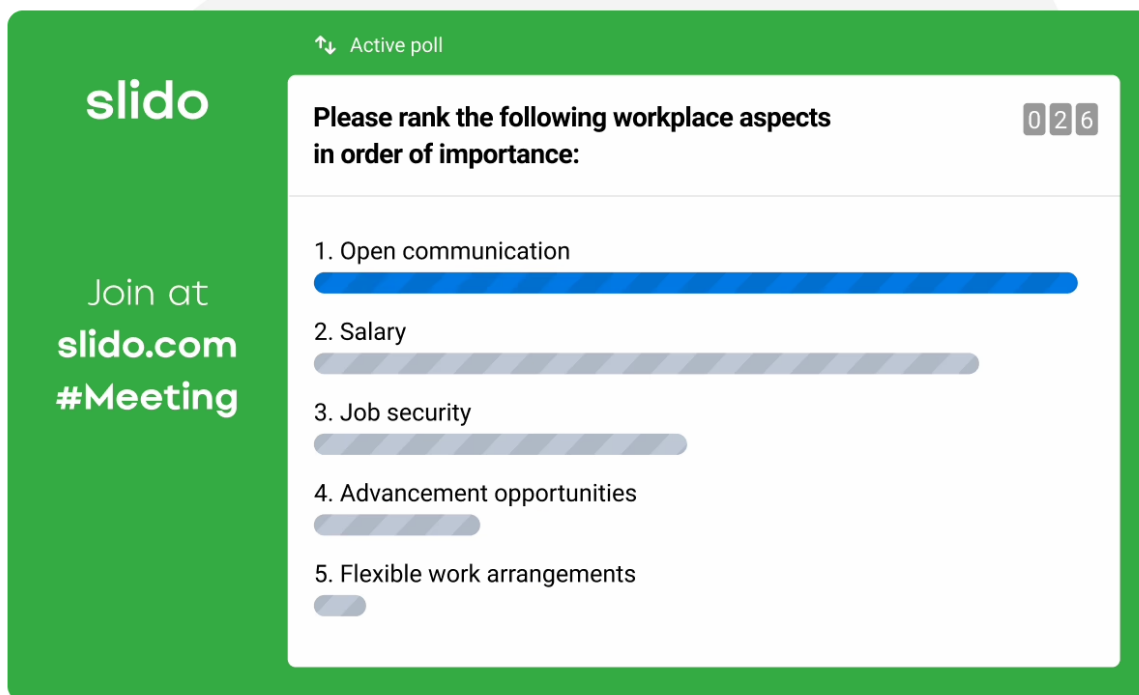 slido
Join at
slido.com
#Meeting
Active poll
Please rank the following workplace aspects
in order of importance:
026
1. Open communication
2. Salary
3. Job security
4. Advancement opportunities
5. Flexible work arrangements